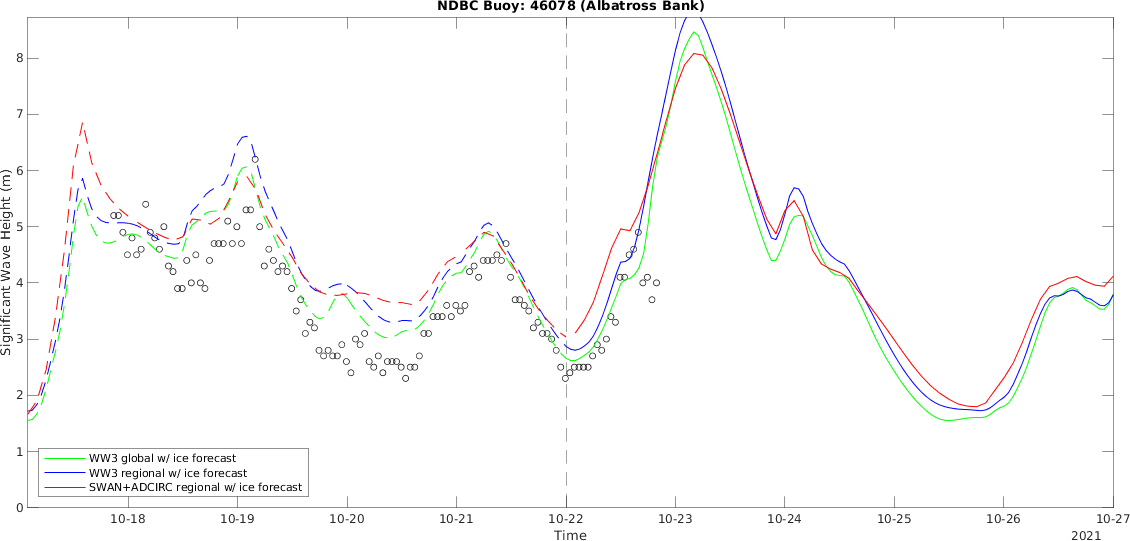 NDBC Buoy: 46078 (Albatross Bank)
Significant Wave Height (m)
8
7
6
5
4
3
2
1
0
WW3 global w/ ice forecast
WW3 regional w/ ice forecast
SWAN+ADCIRC regional w/ ice forecast
10-18 10-19 10-20 10-21 10-22 10-23 10-24 10-25 10-26 10-27
Time
2021